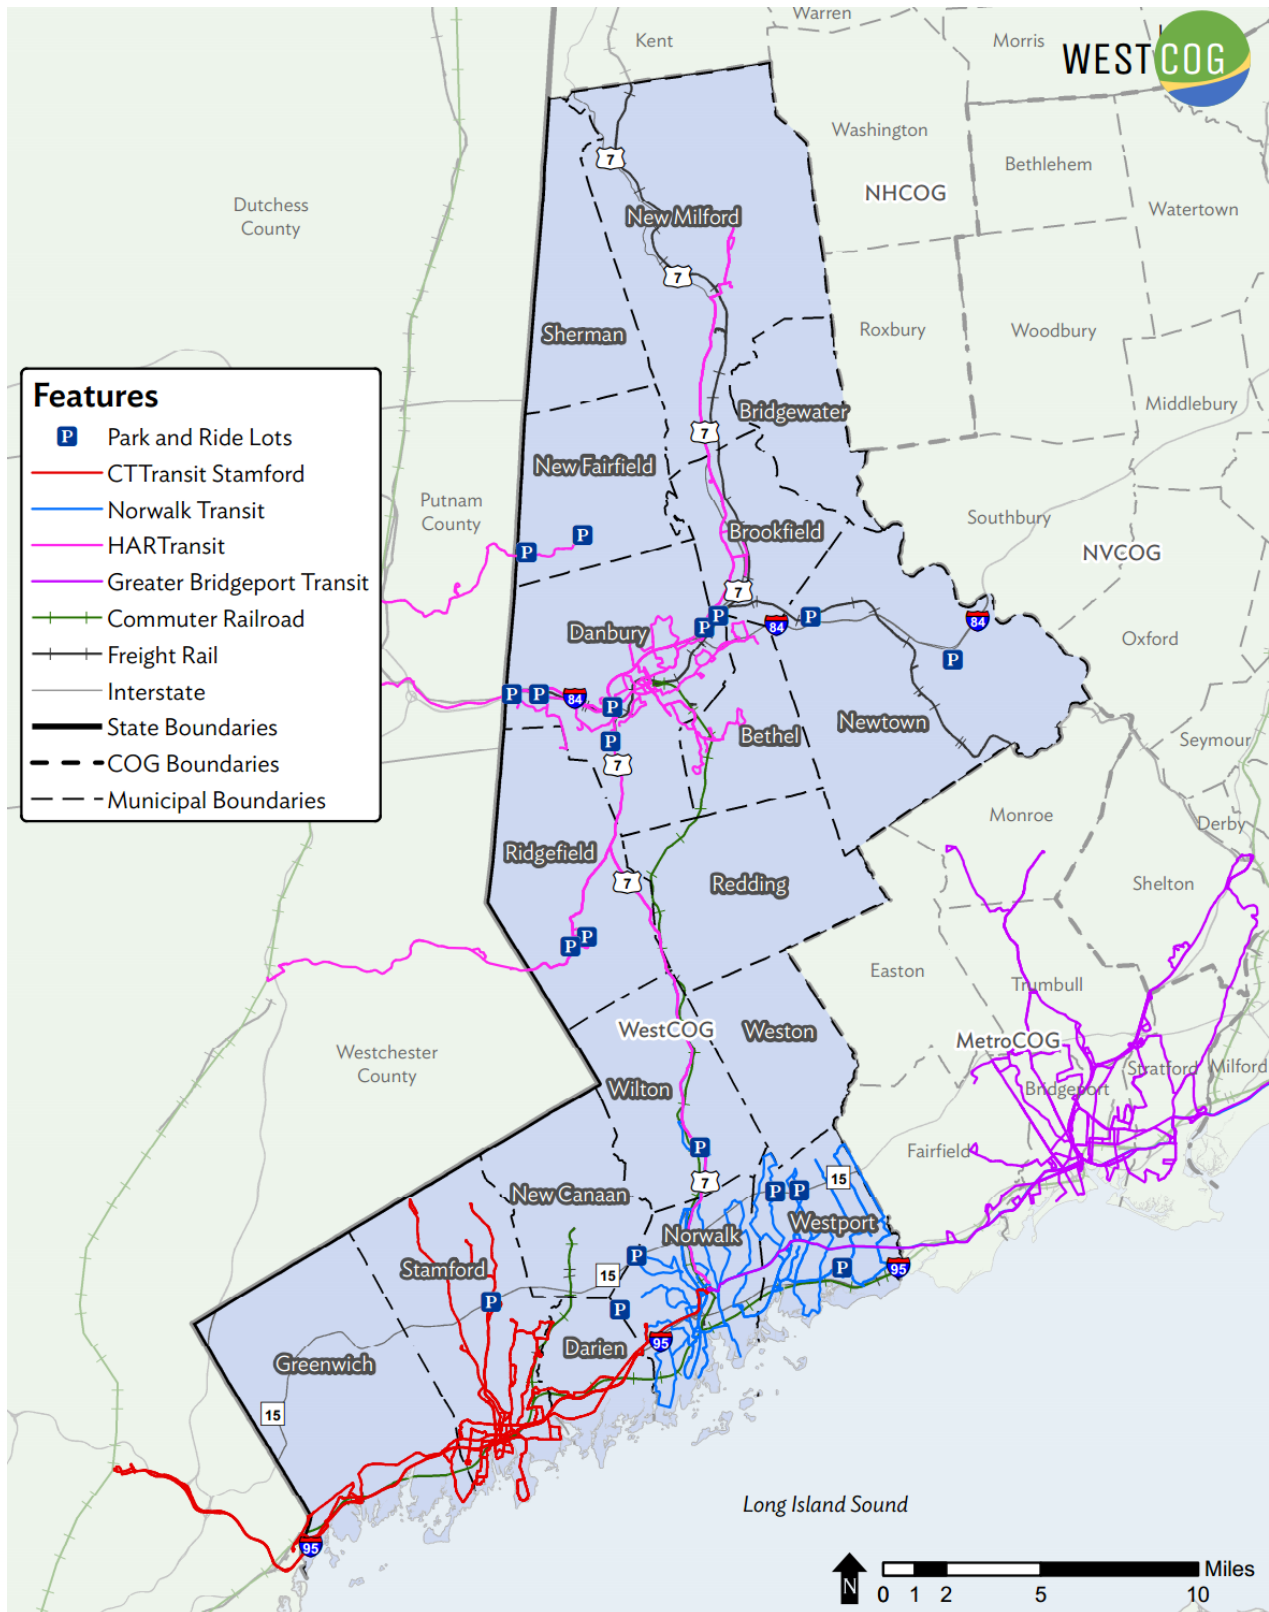 Warren
Kent
Morris
WESTCOG
Washington
Bethlehem
NHCOG
Dutchess
County
Watertown
7
New Milford
7
Sherman
Roxbury
Woodbury
Features
Park and Ride Lots
CTTransit Stamford
Norwalk Transit
HARTransit
Greater Bridgeport Transit
Commuter Railroad
Freight Rail
Interstate
State Boundaries
COG Boundaries
Municipal Boundaries
P
Middlebury
Bridgewater
7
New Fairfield
Putnam
County
Southbury
NVCOG
P
P
Brookfield
7
P
P
84
P
84
Danbury
Oxford
P
P
P
84
P
Newtown
P
Bethel
7
Seymour
Monroe
Derby
Ridgefield
7
Redding
Shelton
P
P
Easton
Trumbull
WestCOG
Weston
MetroCOG
Westchester
County
Wilton
Bridgeport
Stratford
Milford
P
Fairfield
7
P
P
15
New Canaan
Norwalk
Westport
P
P
95
Stamford
15
P
P
95
Darien
Greenwich
15
Long Island Sound
95
N
Miles
0 1 2 5 10